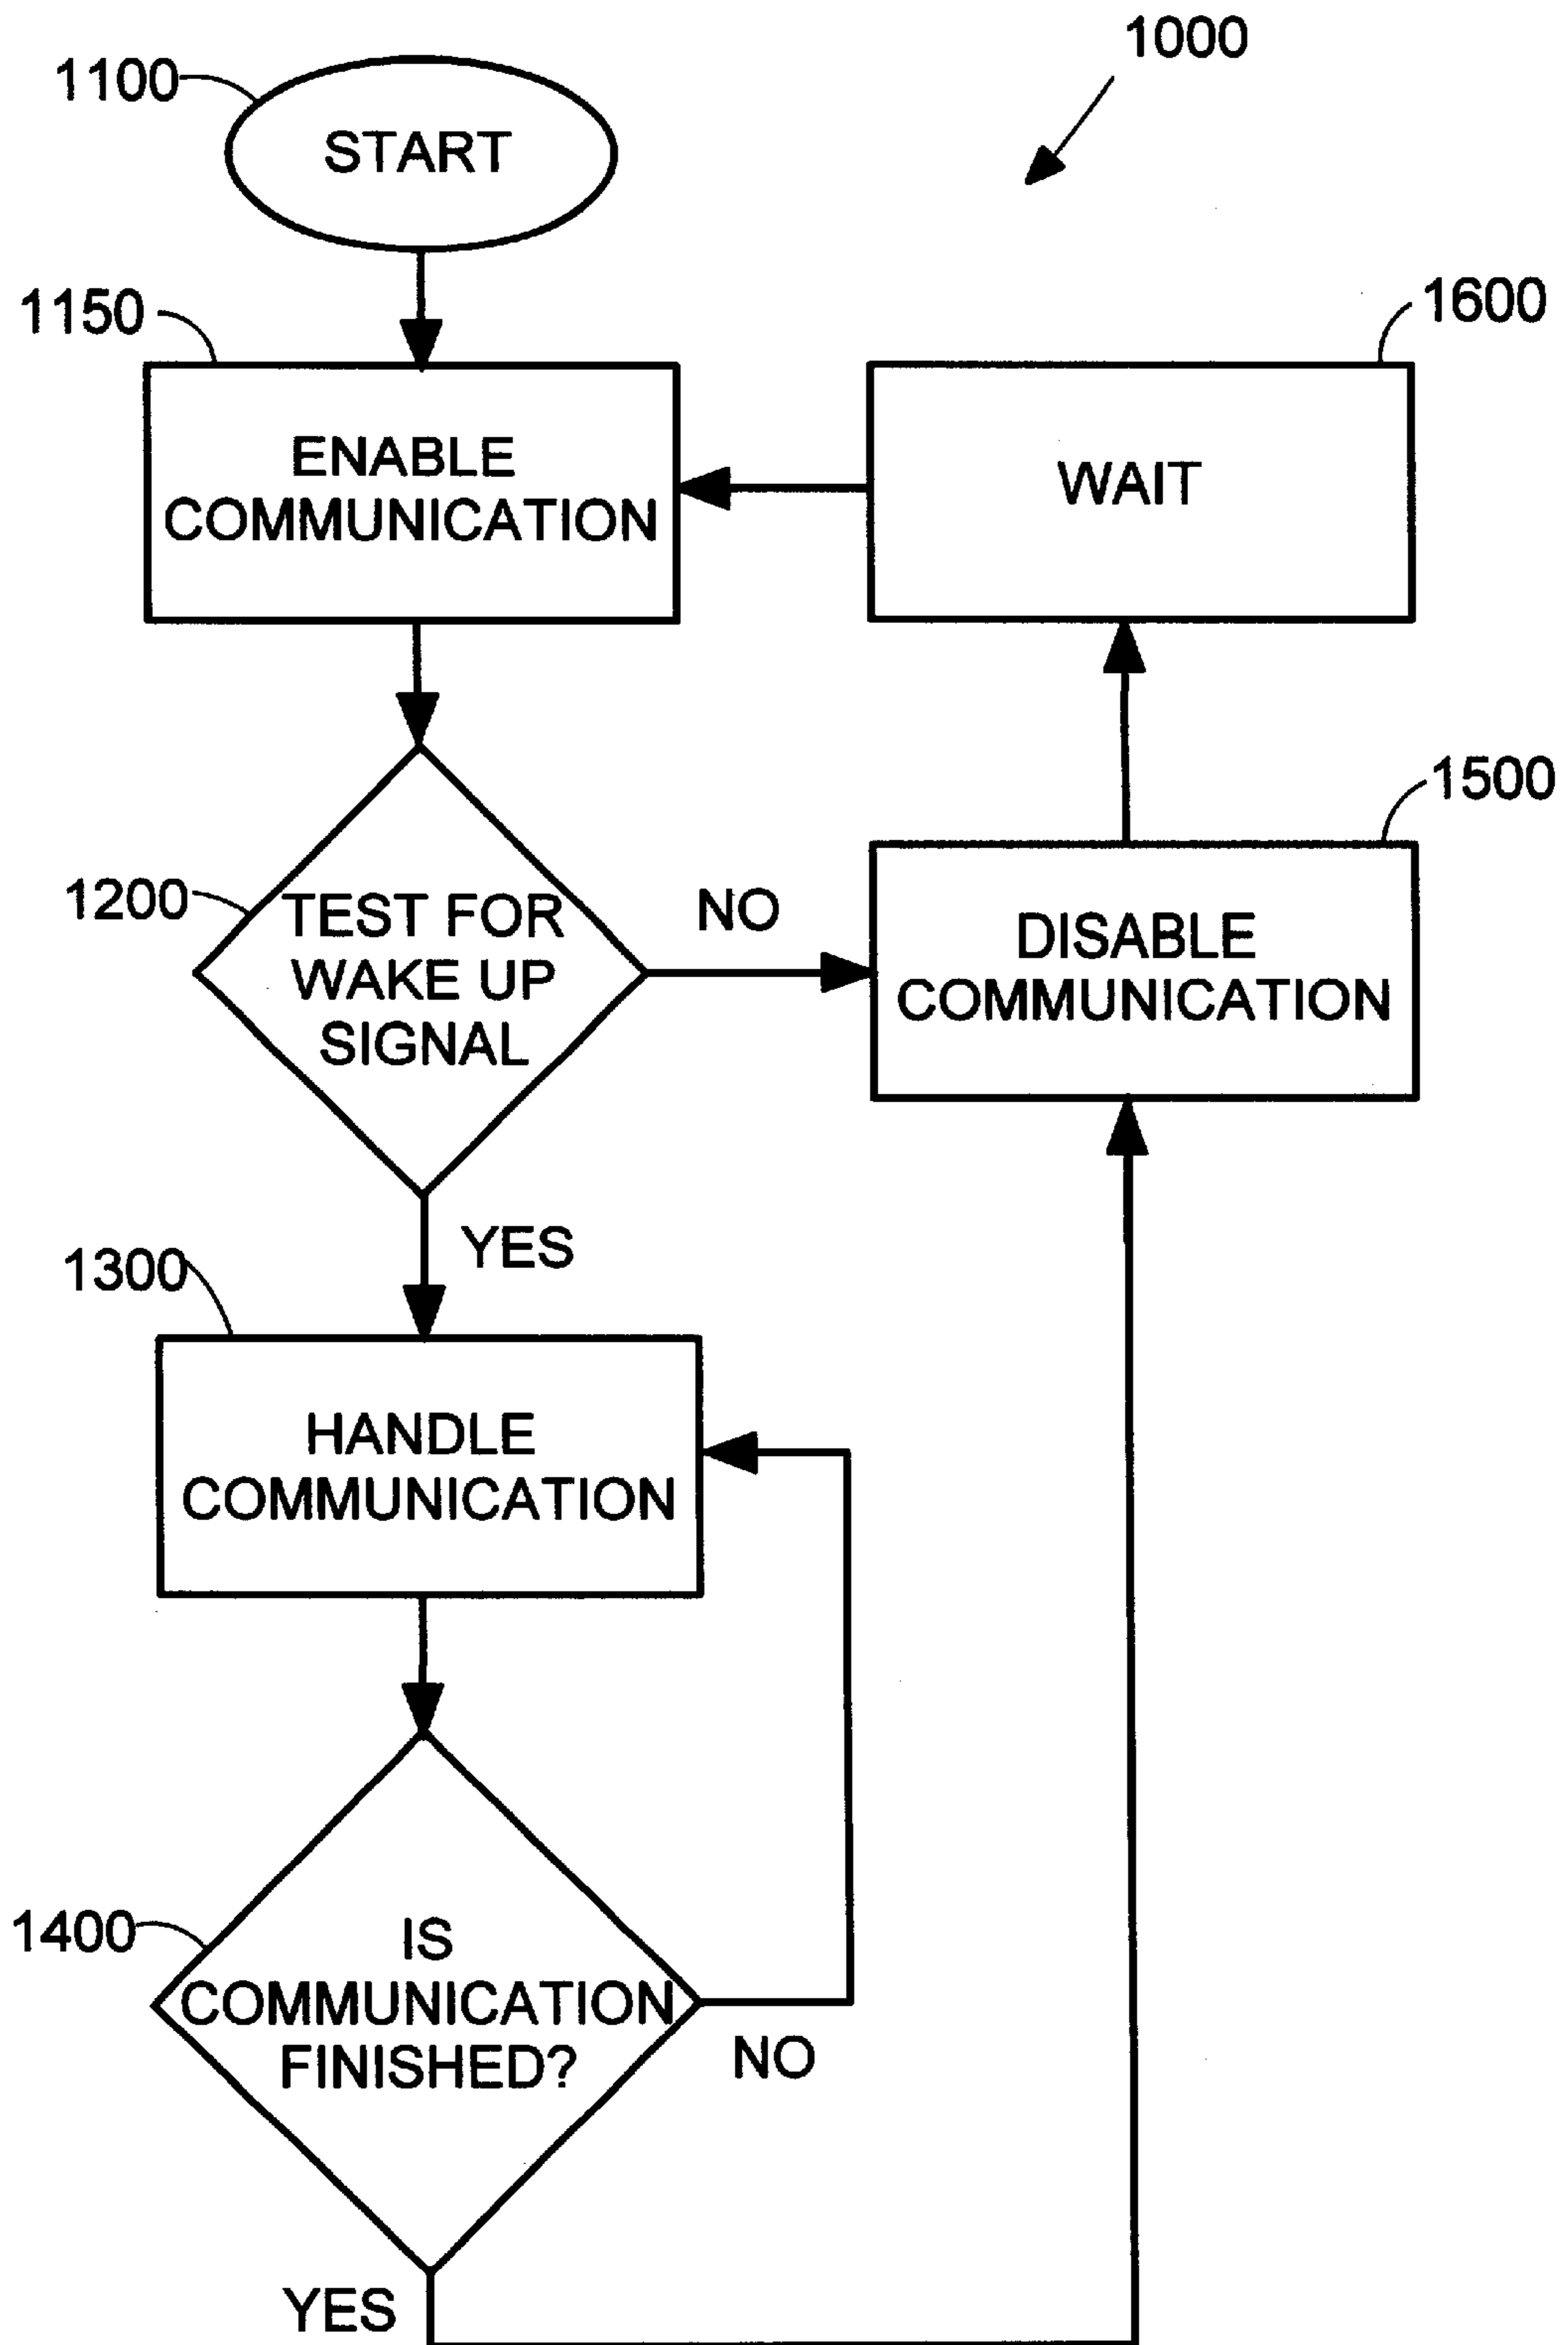 1000
1100
START
1150
ENABLE
COMMUNICATION
1600
WAIT
1200
TEST FOR
WAKE UP
SIGNAL
NO
1500
DISABLE
COMMUNICATION
YES
1300
HANDLE
COMMUNICATION
1400
IS
COMMUNICATION
FINISHED?
NO
YES